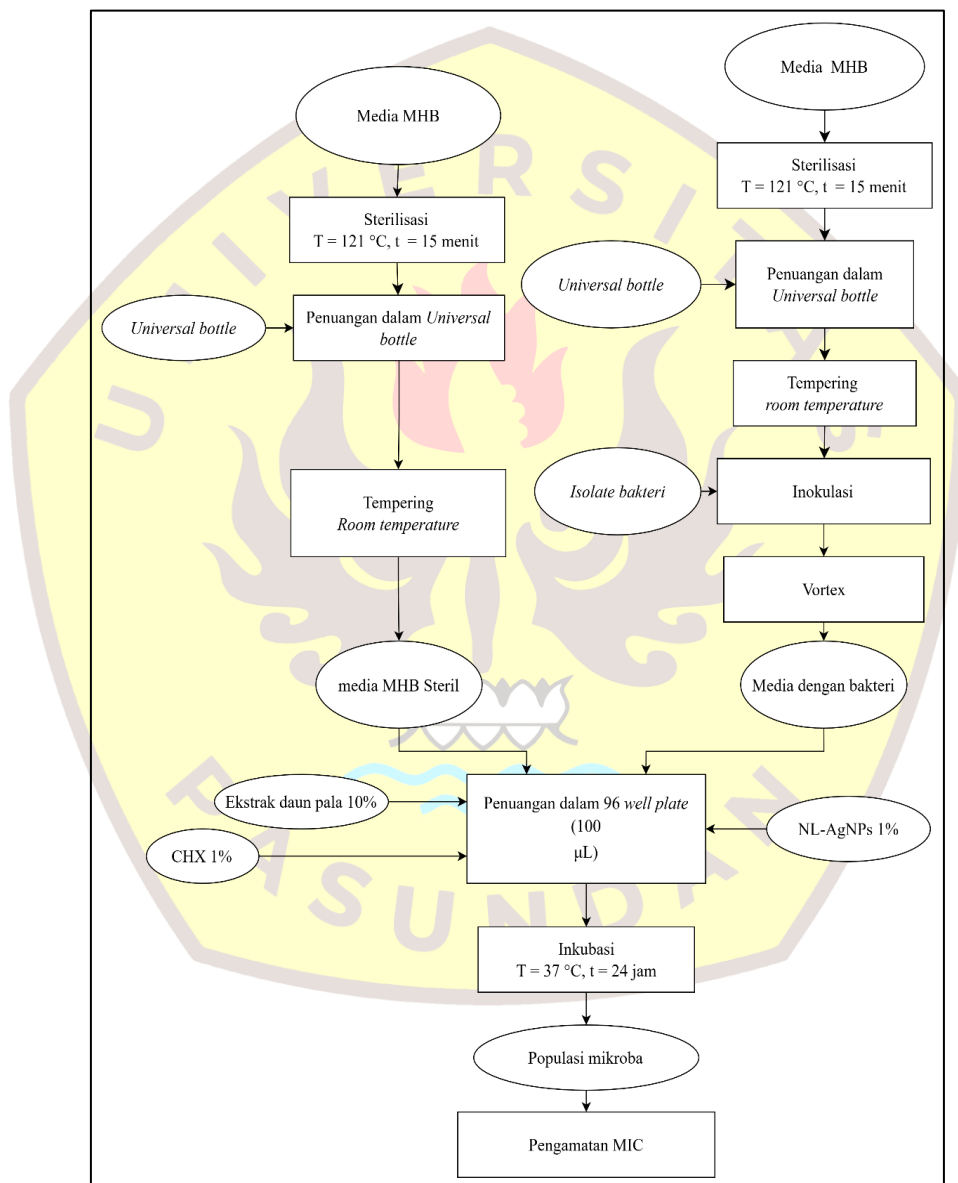 Media MHB
Sterilisasi
T = 121 °C, t = 15 menit
Universal bottle
Penuangan dalam Universal
bottle
Tempering
Room temperature
media MHB Steril
Media MHB
Sterilisasi
T = 121 °C, t = 15 menit
Universal bottle
Penuangan dalam
Universal bottle
Tempering
room temperature
Isolate bakteri
Inokulasi
Vortex
Media dengan bakteri
Ekstrak daun pala 10%
CHX 1%
Penuangan dalam 96 well plate
(100
μL)
NL-AgNPs 1%
Inkubasi
T = 37 °C, t = 24 jam
Populasi mikroba
Pengamatan MIC
UNIVERSITAS
PASUNDAN